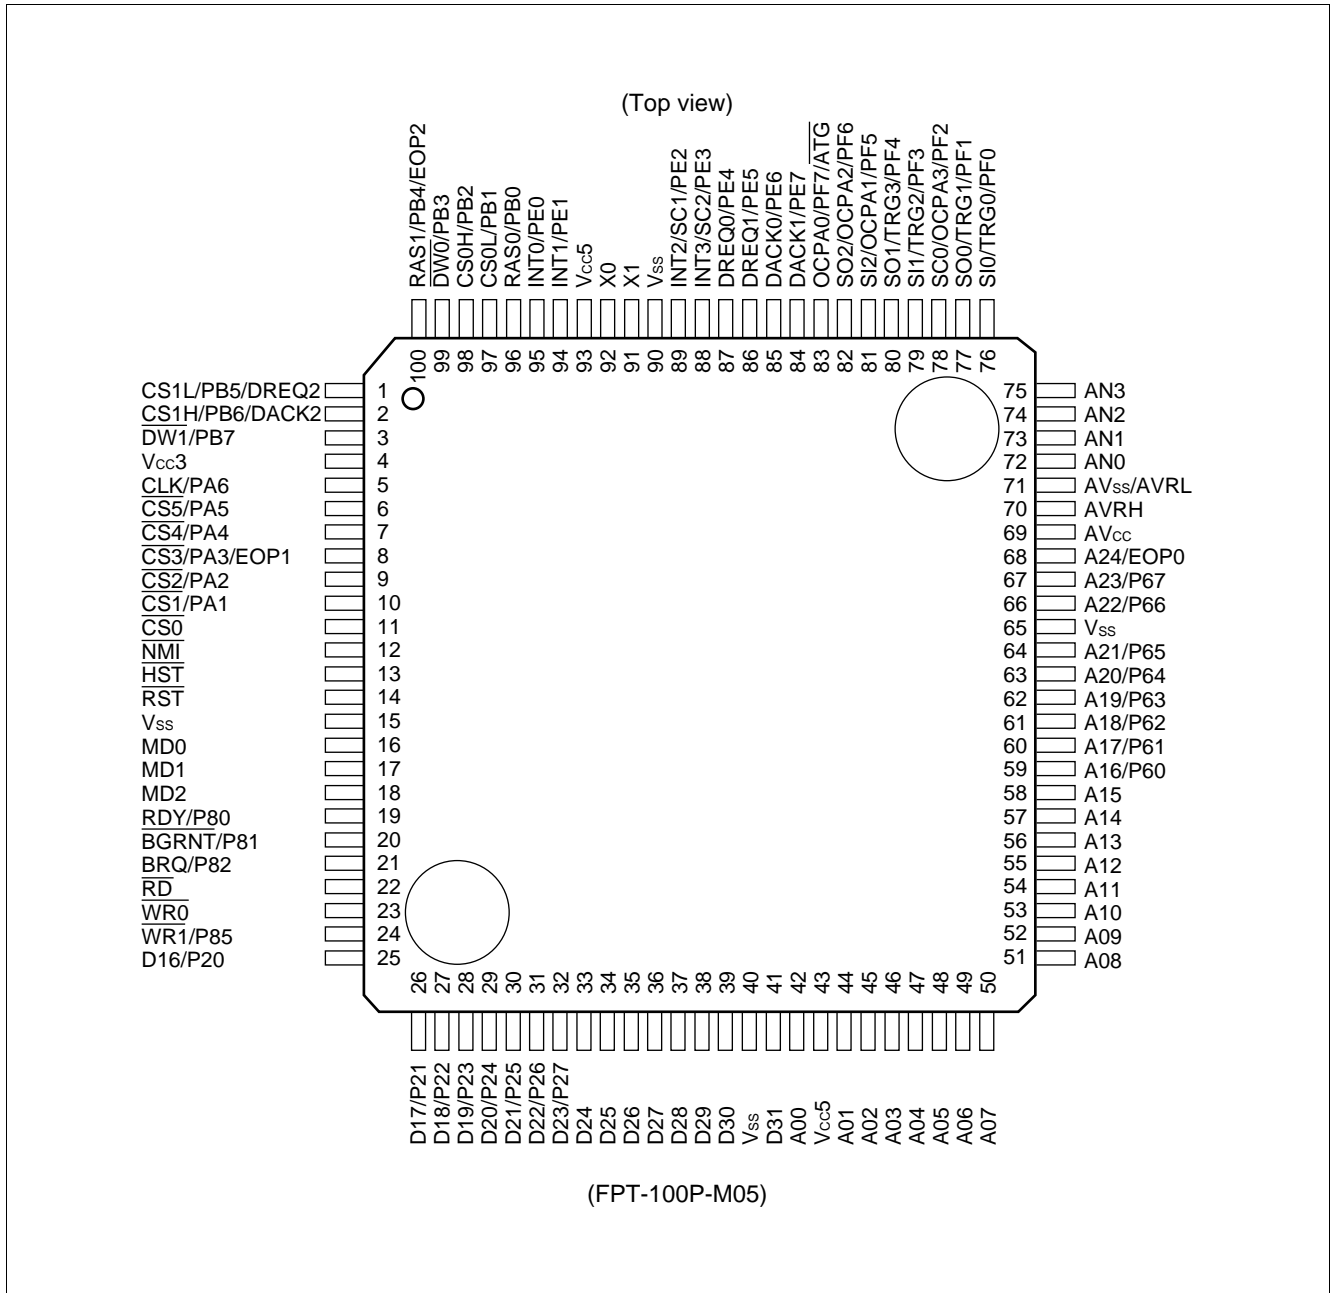 (Top view)
RAS1/PB4/EOP2
DW0/PB3
CS0H/PB2
CS0L/PB1
RAS0/PB0
INT0/PE0
INT1/PE1
Vcc5
X0
X1
Vss
INT2/SC1/PE2
INT3/SC2/PE3
DREQ0/PE4
DREQ1/PE5
DACK0/PE6
DACK1/PE7
OCPA0/PF7/ATG
SO2/OCPA2/PF6
SI2/OCPA1/PF5
SO1/TRG3/PF4
SI1/TRG2/PF3
SC0/OCPA3/PF2
SO0/TRG1/PF1
SI0/TRG0/PF0
100 99 98 97 96 95 94 93 92 91 90 89 88 87 86 85 84 83 82 81 80 79 78 77 76
CS1L/PB5/DREQ2 1
CS1H/PB6/DACK2 2
DW1/PB7 3
Vcc3 4
CLK/PA6 5
CS5/PA5 6
CS4/PA4 7
CS3/PA3/EOP1 8
CS2/PA2 9
CS1/PA1 10
CS0 11
NMI 12
HST 13
RST 14
Vss 15
MD0 16
MD1 17
MD2 18
RDY/P80 19
BGRNT/P81 20
BRQ/P82 21
RD 22
WR0 23
WR1/P85 24
D16/P20 25
75 AN3
74 AN2
73 AN1
72 AN0
71 AVss/AVRL
70 AVRH
69 AVcc
68 A24/EOP0
67 A23/P67
66 A22/P66
65 Vss
64 A21/P65
63 A20/P64
62 A19/P63
61 A18/P62
60 A17/P61
59 A16/P60
58 A15
57 A14
56 A13
55 A12
54 A11
53 A10
52 A09
51 A08
26 27 28 29 30 31 32 33 34 35 36 37 38 39 40 41 42 43 44 45 46 47 48 49 50
D17/P21
D18/P22
D19/P23
D20/P24
D21/P25
D22/P26
D23/P27
D24
D25
D26
D27
D28
D29
D30
Vss
D31
A00
Vcc5
A01
A02
A03
A04
A05
A06
A07
(FPT-100P-M05)